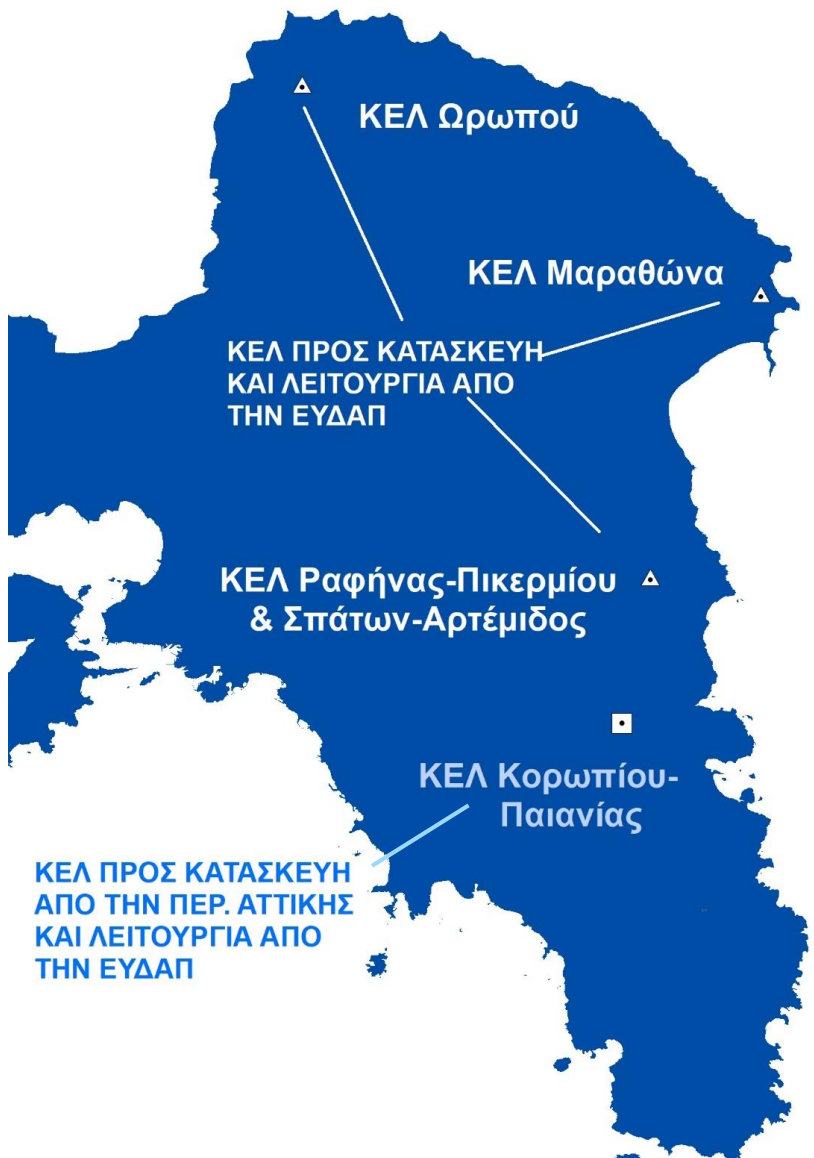 ΚΕΛ Ωρωπού
ΚΕΛ Μαραθώνα
ΚΕΛ ΠΡΟΣ ΚΑΤΑΣΚΕΥΗ
ΚΑΙ ΛΕΙΤΟΥΡΓΙΑ ΑΠΟ
ΤΗΝ ΕΥΔΑΠ
ΚΕΛ Ραφήνας-Πικερμίου
& Σπάτων-Αρτέμιδος
ΚΕΛ Κορωπίου-
Παιανίας
ΚΕΛ ΠΡΟΣ ΚΑΤΑΣΚΕΥΗ
ΑΠΟ ΤΗΝ ΠΕΡ. ΑΤΤΙΚΗΣ
ΚΑΙ ΛΕΙΤΟΥΡΓΙΑ ΑΠΟ
ΤΗΝ ΕΥΔΑΠ